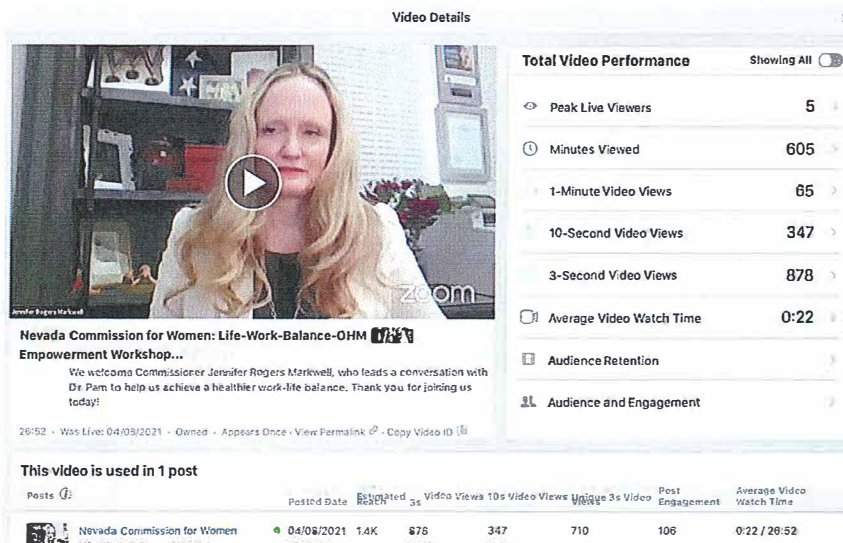 Video Details
Jennifer Rogers Markwell
zoom
Nevada Commission for Women: Life-Work-Balance-OHM
Empowerment Workshop...
We welcome Commissioner Jennifer Rogers Markwell, who leads a conversation with
Dr. Pam to help us achieve a healthier work-life balance. Thank you for joining us
today!
26:52 · Was Live: 04/08/2021 · Owned · Appears Once · View Permalink · Copy Video ID
Total Video Performance Showing All
Peak Live Viewers 5
Minutes Viewed 605
1-Minute Video Views 65
10-Second Video Views 347
3-Second Video Views 878
Average Video Watch Time 0:22
Audience Retention
Audience and Engagement
This video is used in 1 post
Posts Posted Date Estimated Reach 3s Video Views 10s Video Views Unique 3s Video Views Post Engagement Average Video Watch Time
Nevada Commission for Women 04/08/2021 1.4K 878 347 710 106 0:22 / 26:52